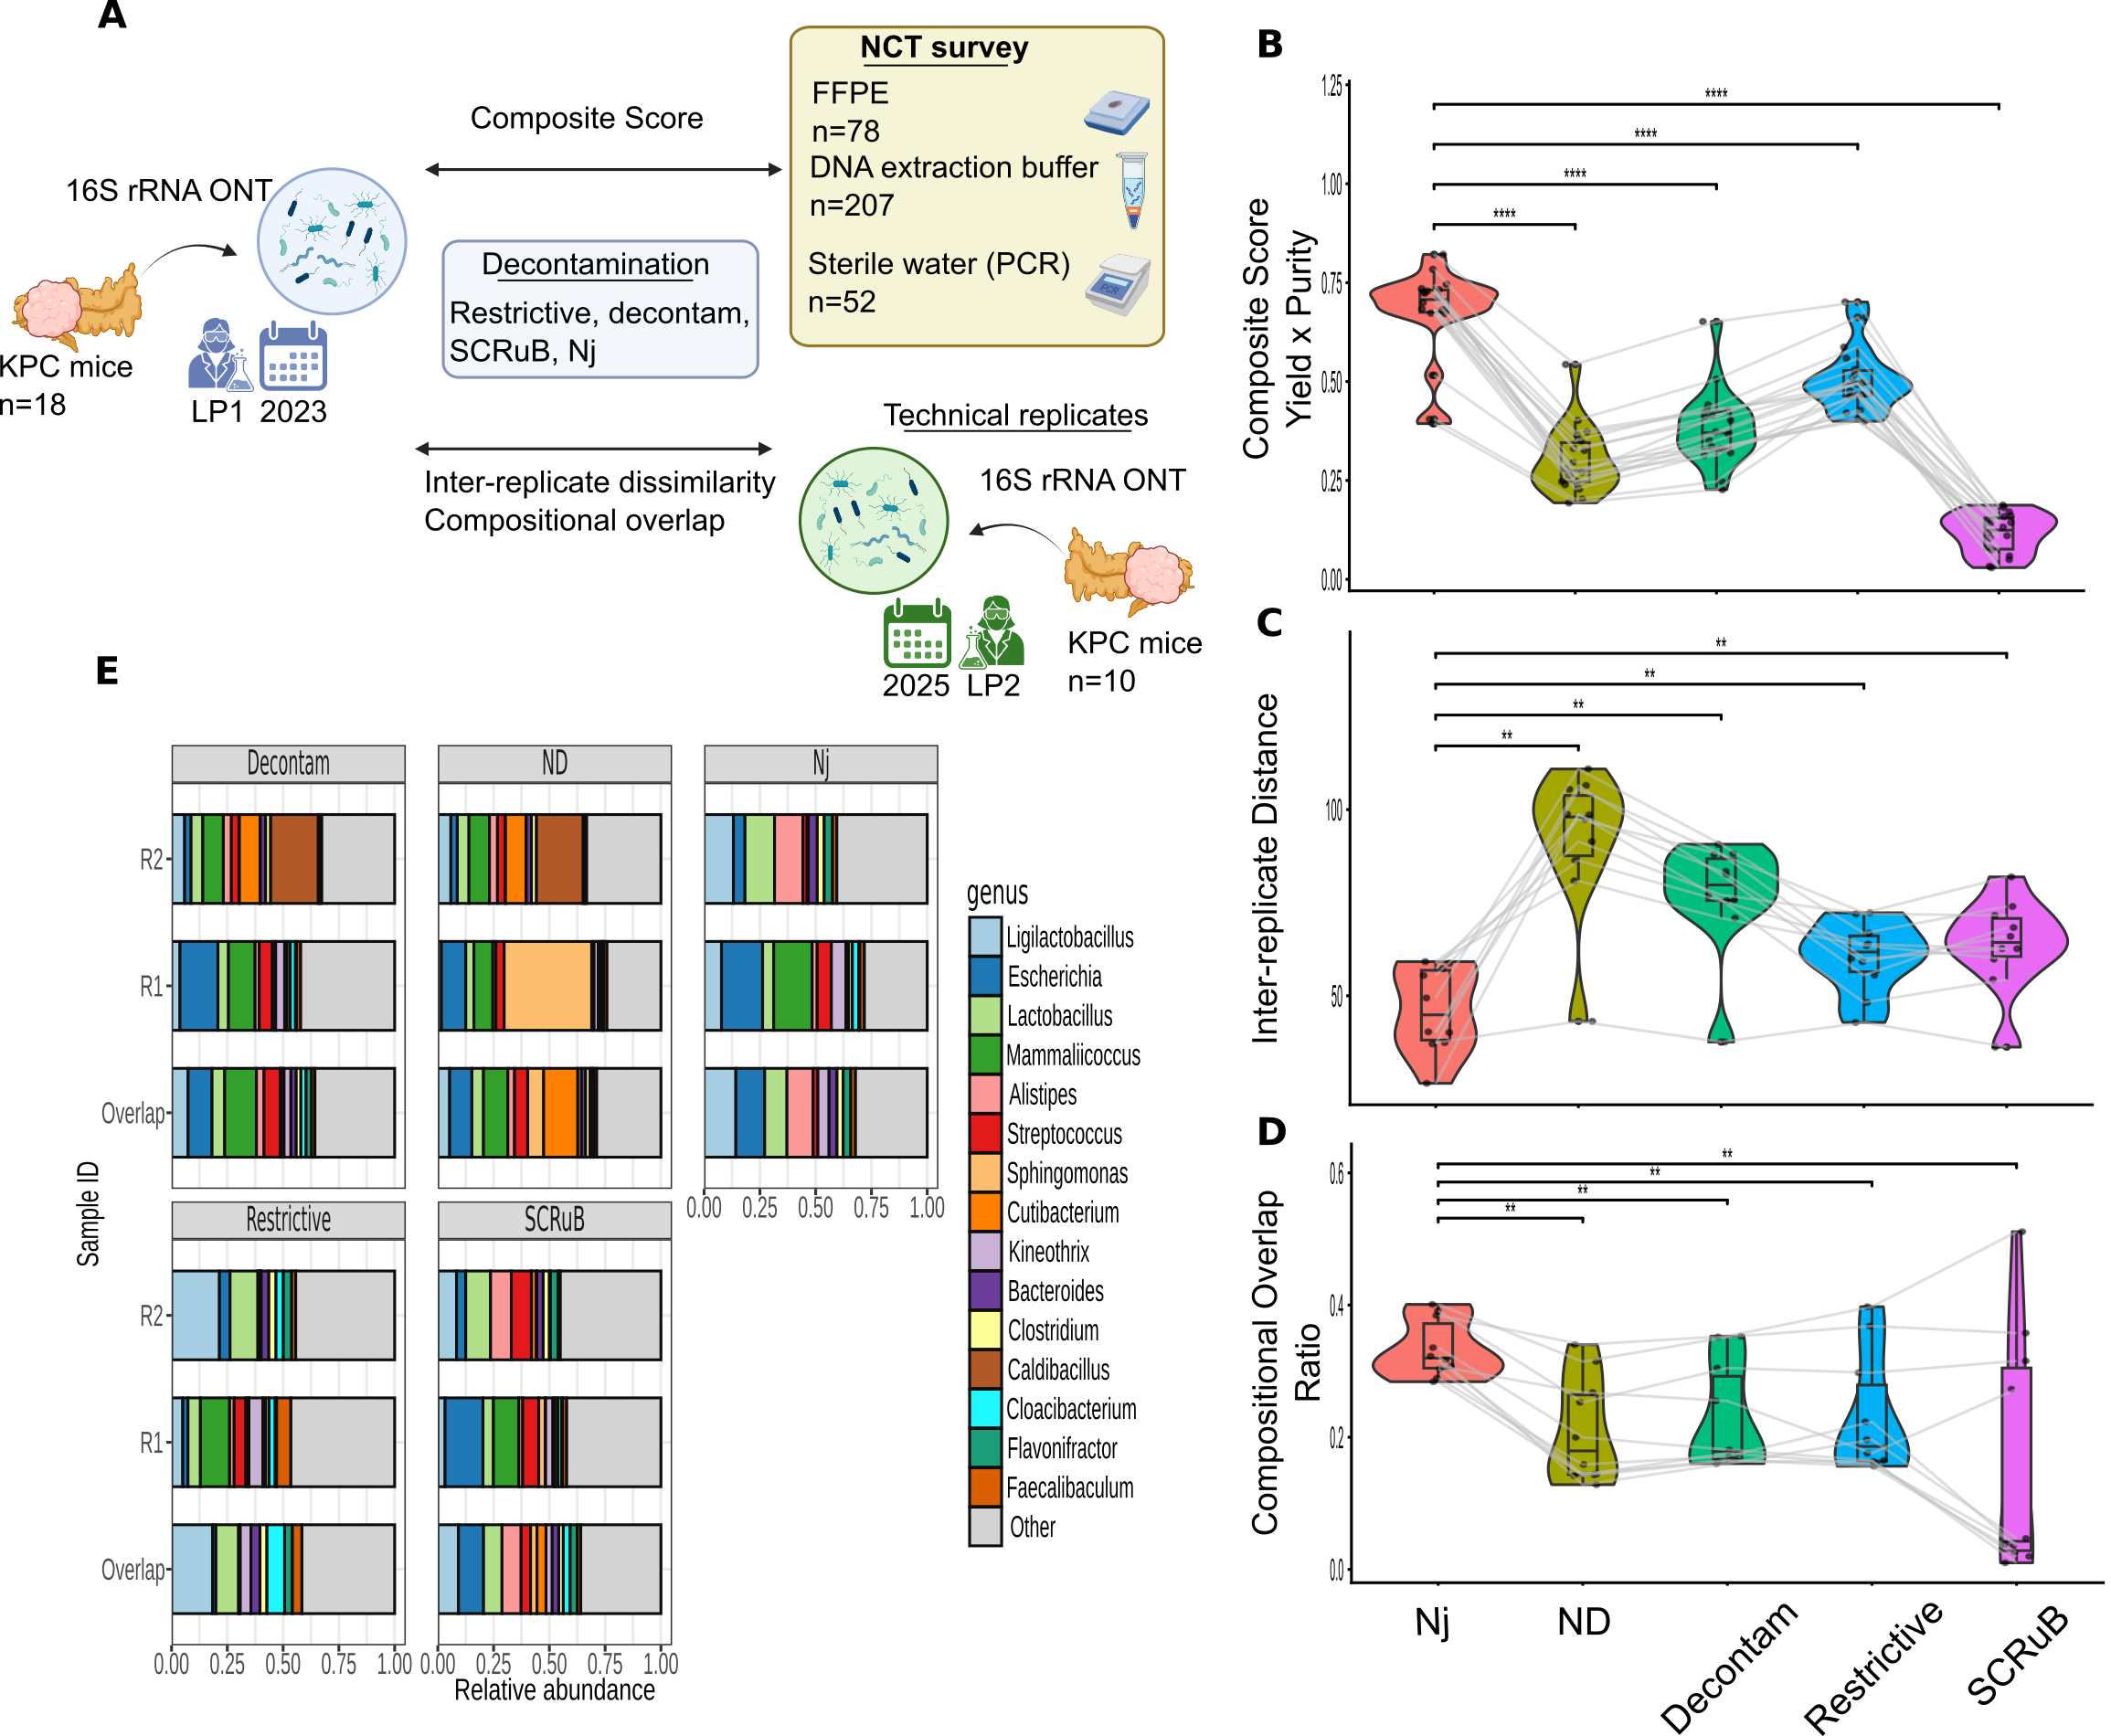 A
16S rRNA ONT
KPC mice
n=18
LP1 2023
Composite Score
Decontamination
Restrictive, decontam,
SCRuB, Nj
NCT survey
FFPE
n=78
DNA extraction buffer
n=207
Sterile water (PCR)
n=52
PCR
Inter-replicate dissimilarity
Compositional overlap
Technical replicates
16S rRNA ONT
KPC mice
n=10
2025 LP2
B
Composite Score
Yield x Purity
1.25
1.00
0.75
0.50
0.25
0.00
****
****
****
****
C
Inter-replicate Distance
100
50
**
**
**
**
D
Compositional Overlap
Ratio
0.6
0.4
0.2
0.0
**
**
**
**
Nj
ND
Decontam
Restrictive
SCRuB
E
Sample ID
Decontam
ND
Nj
R2
R1
Overlap
0.00 0.25 0.50 0.75 1.00
Restrictive
SCRuB
R2
R1
Overlap
0.00 0.25 0.50 0.75 1.00
0.00 0.25 0.50 0.75 1.00
Relative abundance
genus
Ligilactobacillus
Escherichia
Lactobacillus
Mammaliicoccus
Alistipes
Streptococcus
Sphingomonas
Cutibacterium
Kineothrix
Bacteroides
Clostridium
Caldibacillus
Cloacibacterium
Flavonifractor
Faecalibaculum
Other